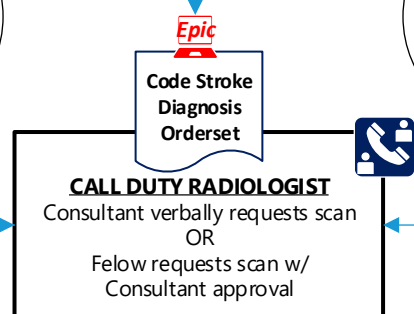 Epic
Code Stroke
Diagnosis
Orderset
CALL DUTY RADIOLOGIST
Consultant verbally requests scan
OR
Felow requests scan w/
Consultant approval